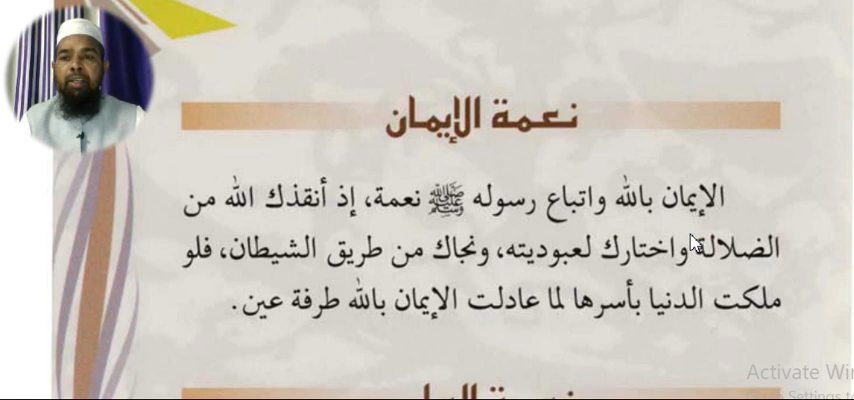 نعمة الإيمان
الإيمان بالله واتباع رسوله ﷺ نعمة، إذ أنقذك الله من
الضلالة واختارك لعبوديته، ونجاك من طريق الشيطان، فلو
ملكت الدنيا بأسرها لما عادلت الإيمان بالله طرفة عين.
Activate Win